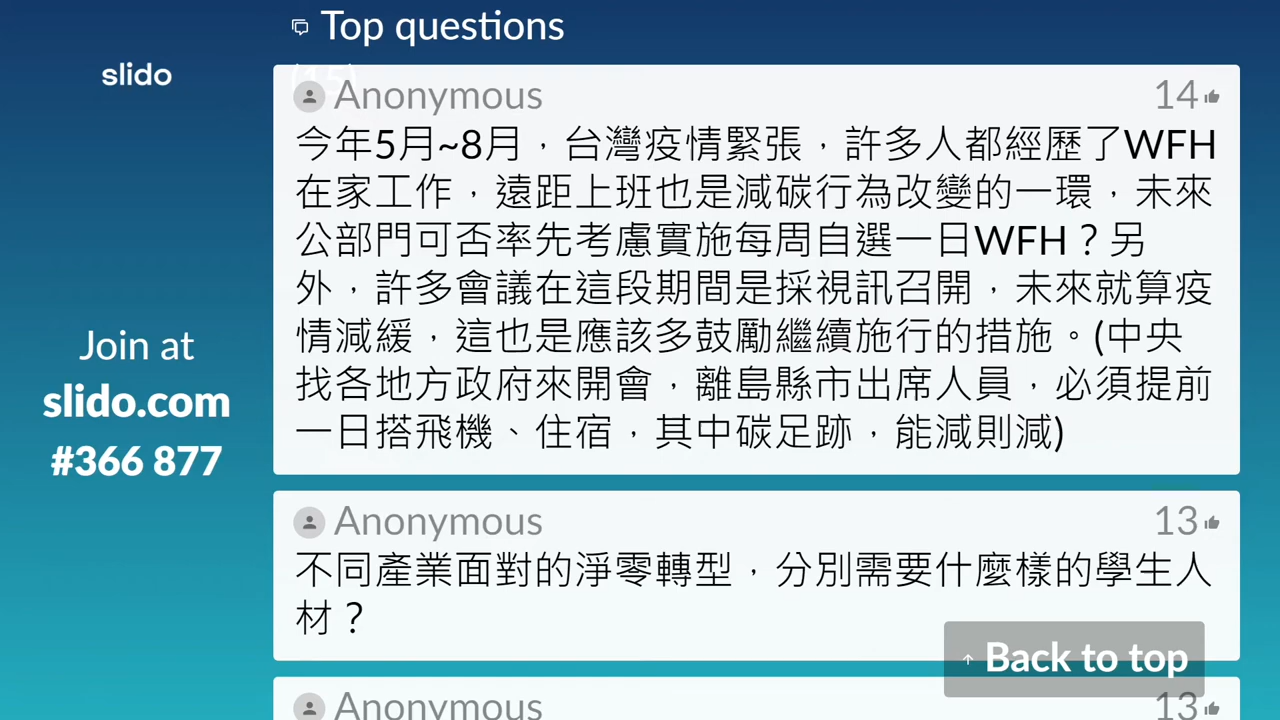 Top questions
(15)
slido
Anonymous
14
今年5月~8月，台灣疫情緊張，許多人都經歷了WFH
在家工作，遠距上班也是減碳行為改變的一環，未來
公部門可否率先考慮實施每周自選一日WFH？另
外，許多會議在這段期間是採視訊召開，未來就算疫
情減緩，這也是應該多鼓勵繼續施行的措施。(中央
找各地方政府來開會，離島縣市出席人員，必須提前
一日搭飛機、住宿，其中碳足跡，能減則減)
Join at
slido.com
#366 877
Anonymous
13
不同產業面對的淨零轉型，分別需要什麼樣的學生人
材？
Back to top
Anonymous
13